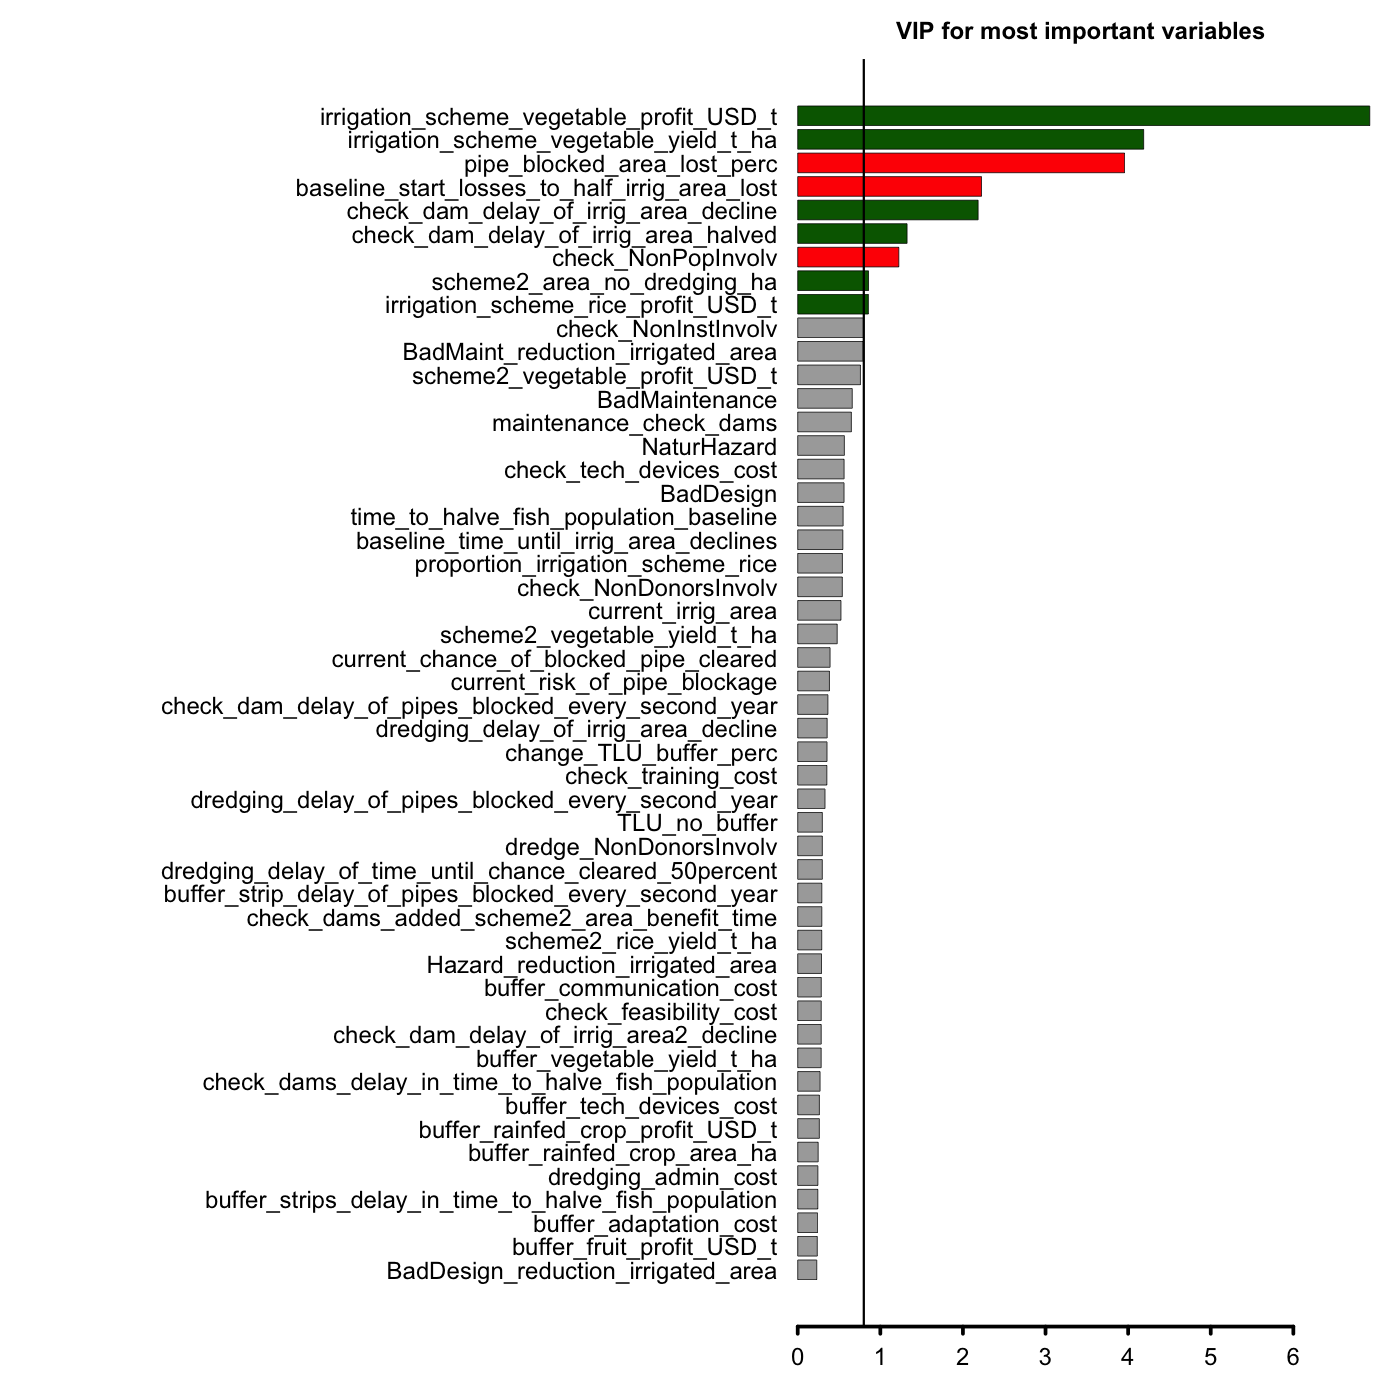 VIP for most important variables
irrigation_scheme_vegetable_profit_USD_t
irrigation_scheme_vegetable_yield_t_ha
pipe_blocked_area_lost_perc
baseline_start_losses_to_half_irrig_area_lost
check_dam_delay_of_irrig_area_decline
check_dam_delay_of_irrig_area_halved
check_NonPopInvolv
scheme2_area_no_dredging_ha
irrigation_scheme_rice_profit_USD_t
check_NonInstInvolv
BadMaint_reduction_irrigated_area
scheme2_vegetable_profit_USD_t
BadMaintenance
maintenance_check_dams
NaturHazard
check_tech_devices_cost
BadDesign
time_to_halve_fish_population_baseline
baseline_time_until_irrig_area_declines
proportion_irrigation_scheme_rice
check_NonDonorsInvolv
current_irrig_area
scheme2_vegetable_yield_t_ha
current_chance_of_blocked_pipe_cleared
current_risk_of_pipe_blockage
check_dam_delay_of_pipes_blocked_every_second_year
dredging_delay_of_irrig_area_decline
change_TLU_buffer_perc
check_training_cost
dredging_delay_of_pipes_blocked_every_second_year
TLU_no_buffer
dredge_NonDonorsInvolv
dredging_delay_of_time_until_chance_cleared_50percent
buffer_strip_delay_of_pipes_blocked_every_second_year
check_dams_added_scheme2_area_benefit_time
scheme2_rice_yield_t_ha
Hazard_reduction_irrigated_area
buffer_communication_cost
check_feasibility_cost
check_dam_delay_of_irrig_area2_decline
buffer_vegetable_yield_t_ha
check_dams_delay_in_time_to_halve_fish_population
buffer_tech_devices_cost
buffer_rainfed_crop_profit_USD_t
buffer_rainfed_crop_area_ha
dredging_admin_cost
buffer_strips_delay_in_time_to_halve_fish_population
buffer_adaptation_cost
buffer_fruit_profit_USD_t
BadDesign_reduction_irrigated_area
0 1 2 3 4 5 6